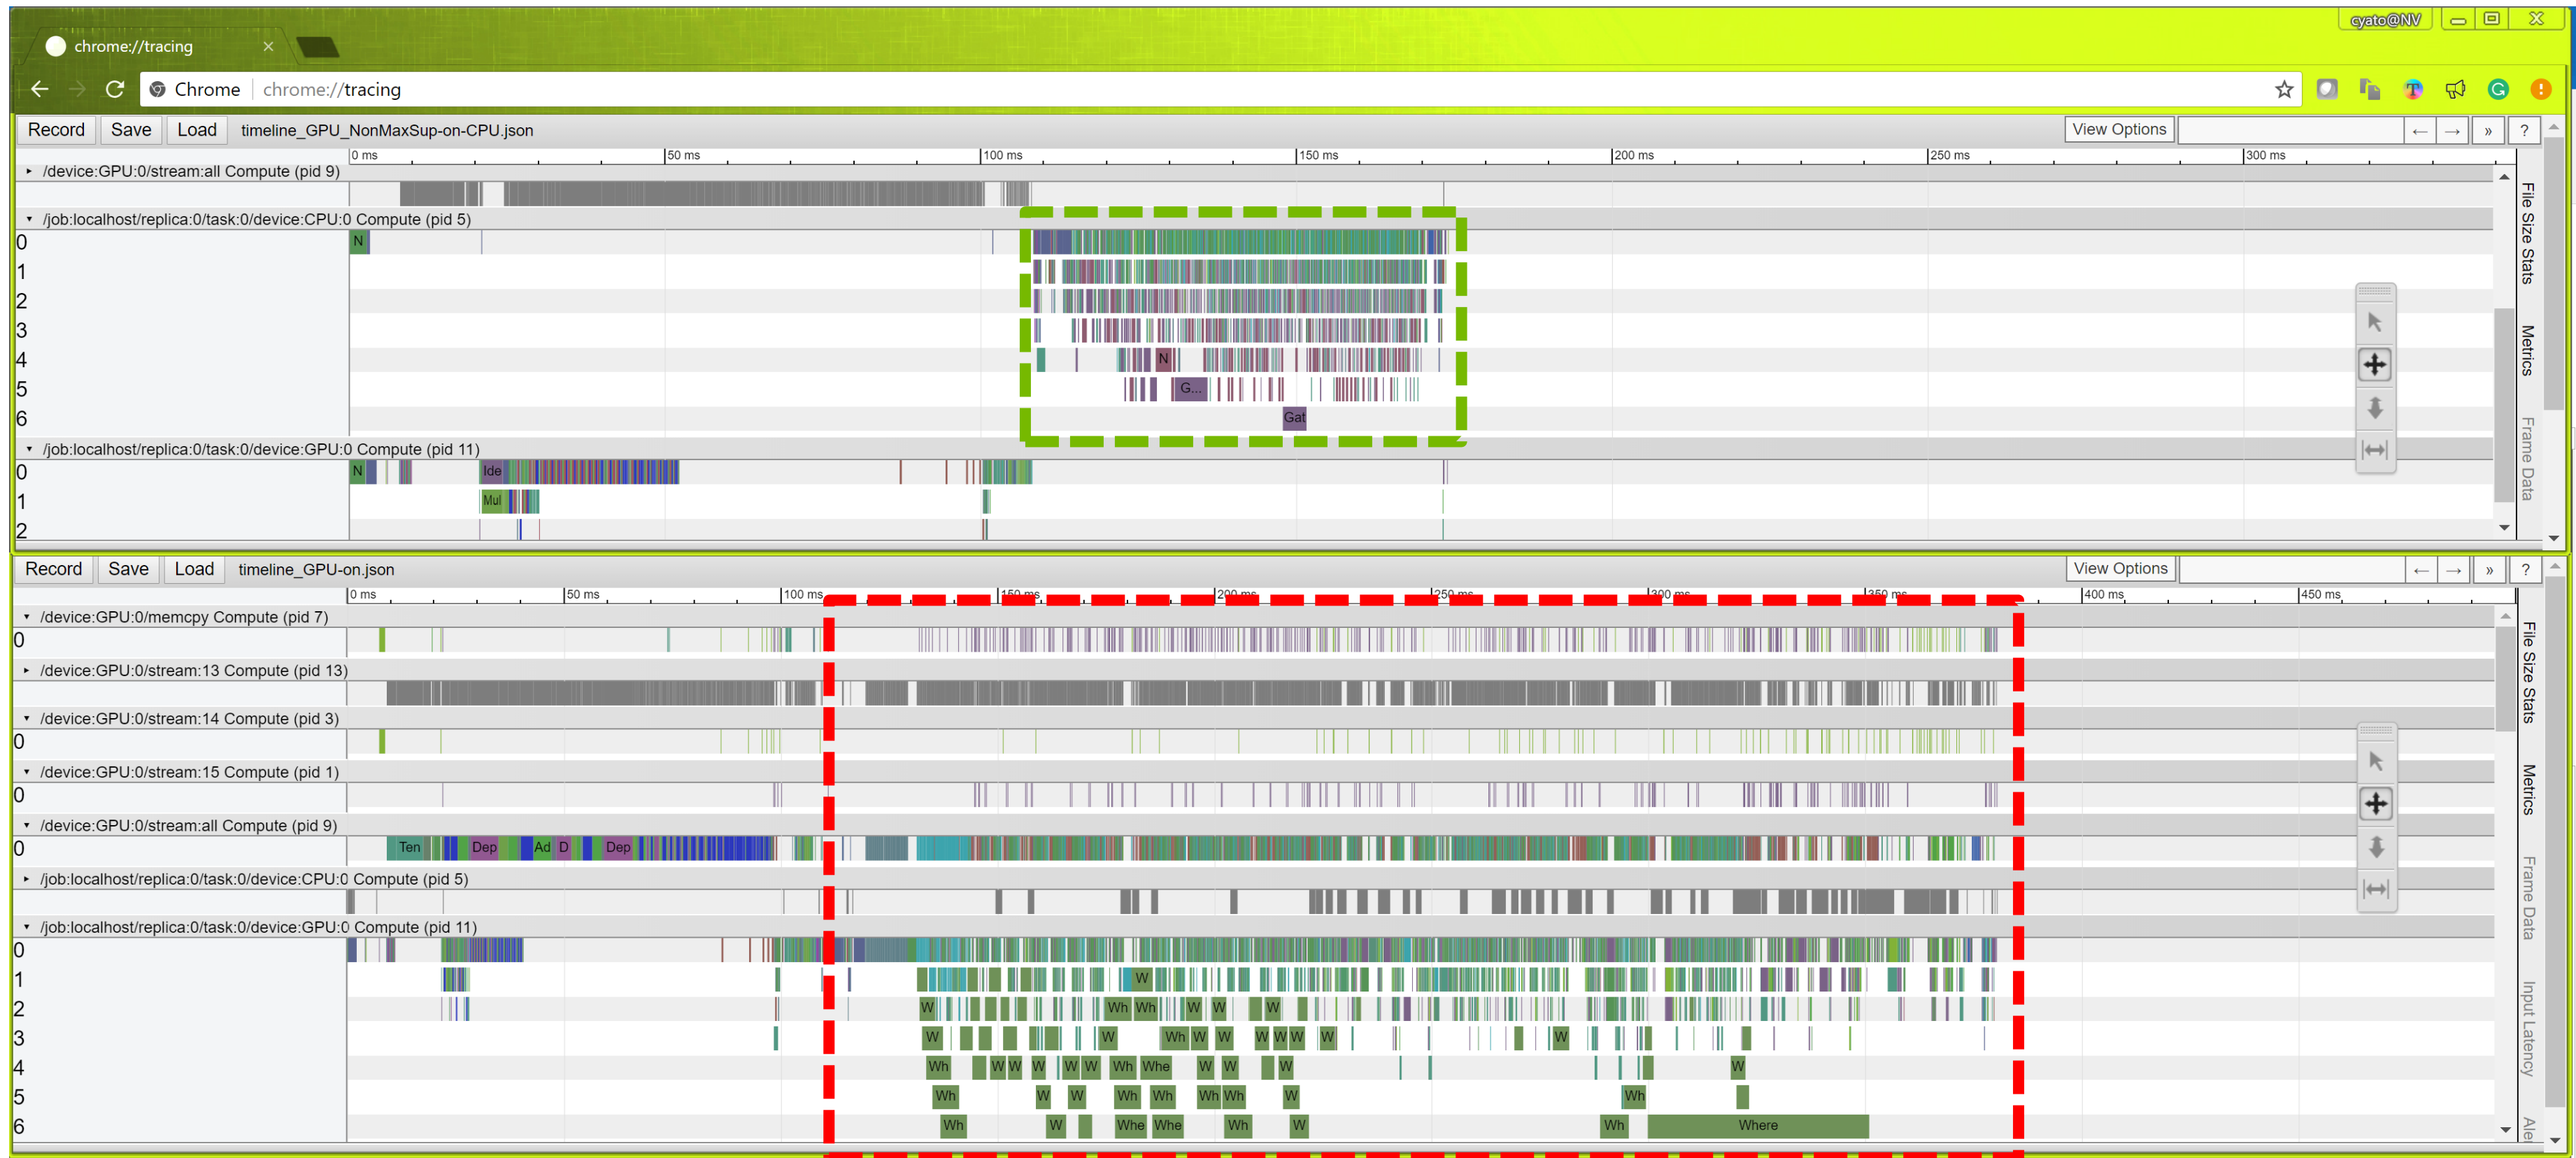 cyato@NV
chrome://tracing
Chrome chrome://tracing
Record Save Load timeline_GPU_NonMaxSup-on-CPU.json View Options ← → » ?
0 ms 50 ms 100 ms 150 ms 200 ms 250 ms 300 ms
/device:GPU:0/stream:all Compute (pid 9)
/job:localhost/replica:0/task:0/device:CPU:0 Compute (pid 5)
0 N
1
2
3
4 N
5 G...
6 Gat
/job:localhost/replica:0/task:0/device:GPU:0 Compute (pid 11)
0 N Ide
1 Mul
2
File Size Stats
Metrics
Frame Data
Record Save Load timeline_GPU-on.json View Options ← → » ?
0 ms 50 ms 100 ms 150 ms 200 ms 250 ms 300 ms 350 ms 400 ms 450 ms
/device:GPU:0/memcpy Compute (pid 7)
0
/device:GPU:0/stream:13 Compute (pid 13)
/device:GPU:0/stream:14 Compute (pid 3)
0
/device:GPU:0/stream:15 Compute (pid 1)
0
/device:GPU:0/stream:all Compute (pid 9)
0 Ten Dep Ad D Dep
/job:localhost/replica:0/task:0/device:CPU:0 Compute (pid 5)
/job:localhost/replica:0/task:0/device:GPU:0 Compute (pid 11)
0
1 W
2 W Wh Wh W W W
3 W W Wh W W W W W W W
4 Wh W W W W W Wh Whe W W W W
5 Wh W W Wh Wh Wh Wh W Wh
6 Wh W Whe Whe Wh W Wh Where
File Size Stats
Metrics
Frame Data
Input Latency